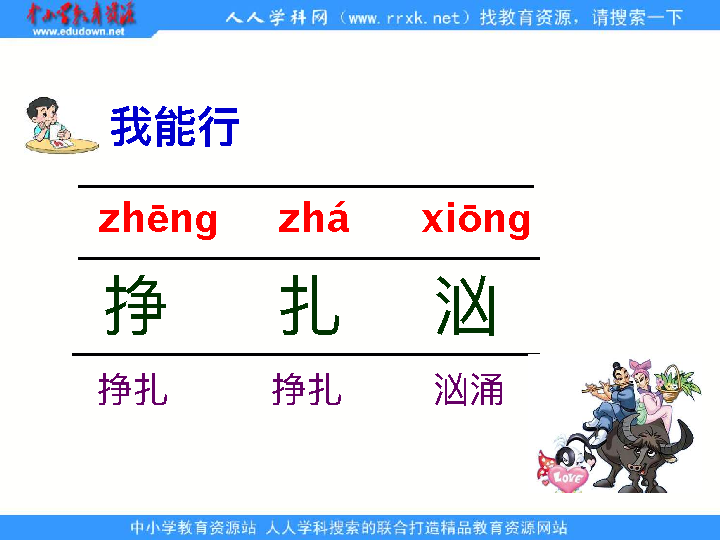 中小学教育资源
www.edudown.net
人人学科网（www.rrxk.net）找教育资源，请搜索一下
我能行
zhēng zhá xiōng
挣 扎 汹
挣扎 挣扎 汹涌
LOVE
中小学教育资源站 人人学科搜索的联合打造精品教育资源网站